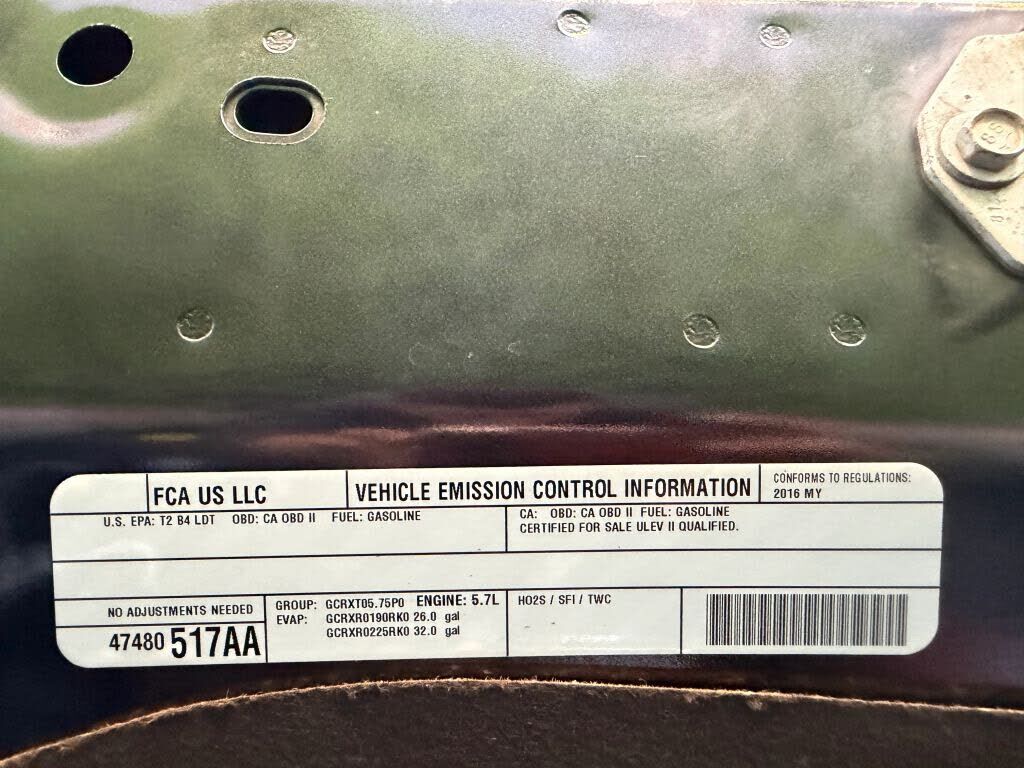 FCA US LLC
VEHICLE EMISSION CONTROL INFORMATION
CONFORMS TO REGULATIONS:
2016 MY
U.S. EPA: T2 B4 LDT OBD: CA OBD II FUEL: GASOLINE
CA: OBD: CA OBD II FUEL: GASOLINE
CERTIFIED FOR SALE ULEV II QUALIFIED.
NO ADJUSTMENTS NEEDED
47480 517AA
GROUP: GCRXT05.75P0 ENGINE: 5.7L
EVAP: GCRXR0190RK0 26.0 gal
GCRXR0225RK0 32.0 gal
HO2S / SFI / TWC